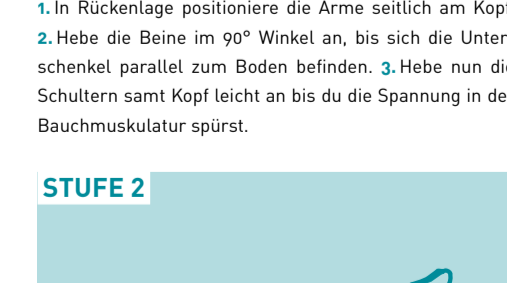 1. In Rückenlage positioniere die Arme seitlich am Kopf
2. Hebe die Beine im 90° Winkel an, bis sich die Unter
schenkel parallel zum Boden befinden. 3. Hebe nun die
Schultern samt Kopf leicht an bis du die Spannung in de
Bauchmuskulatur spürst.
STUFE 2